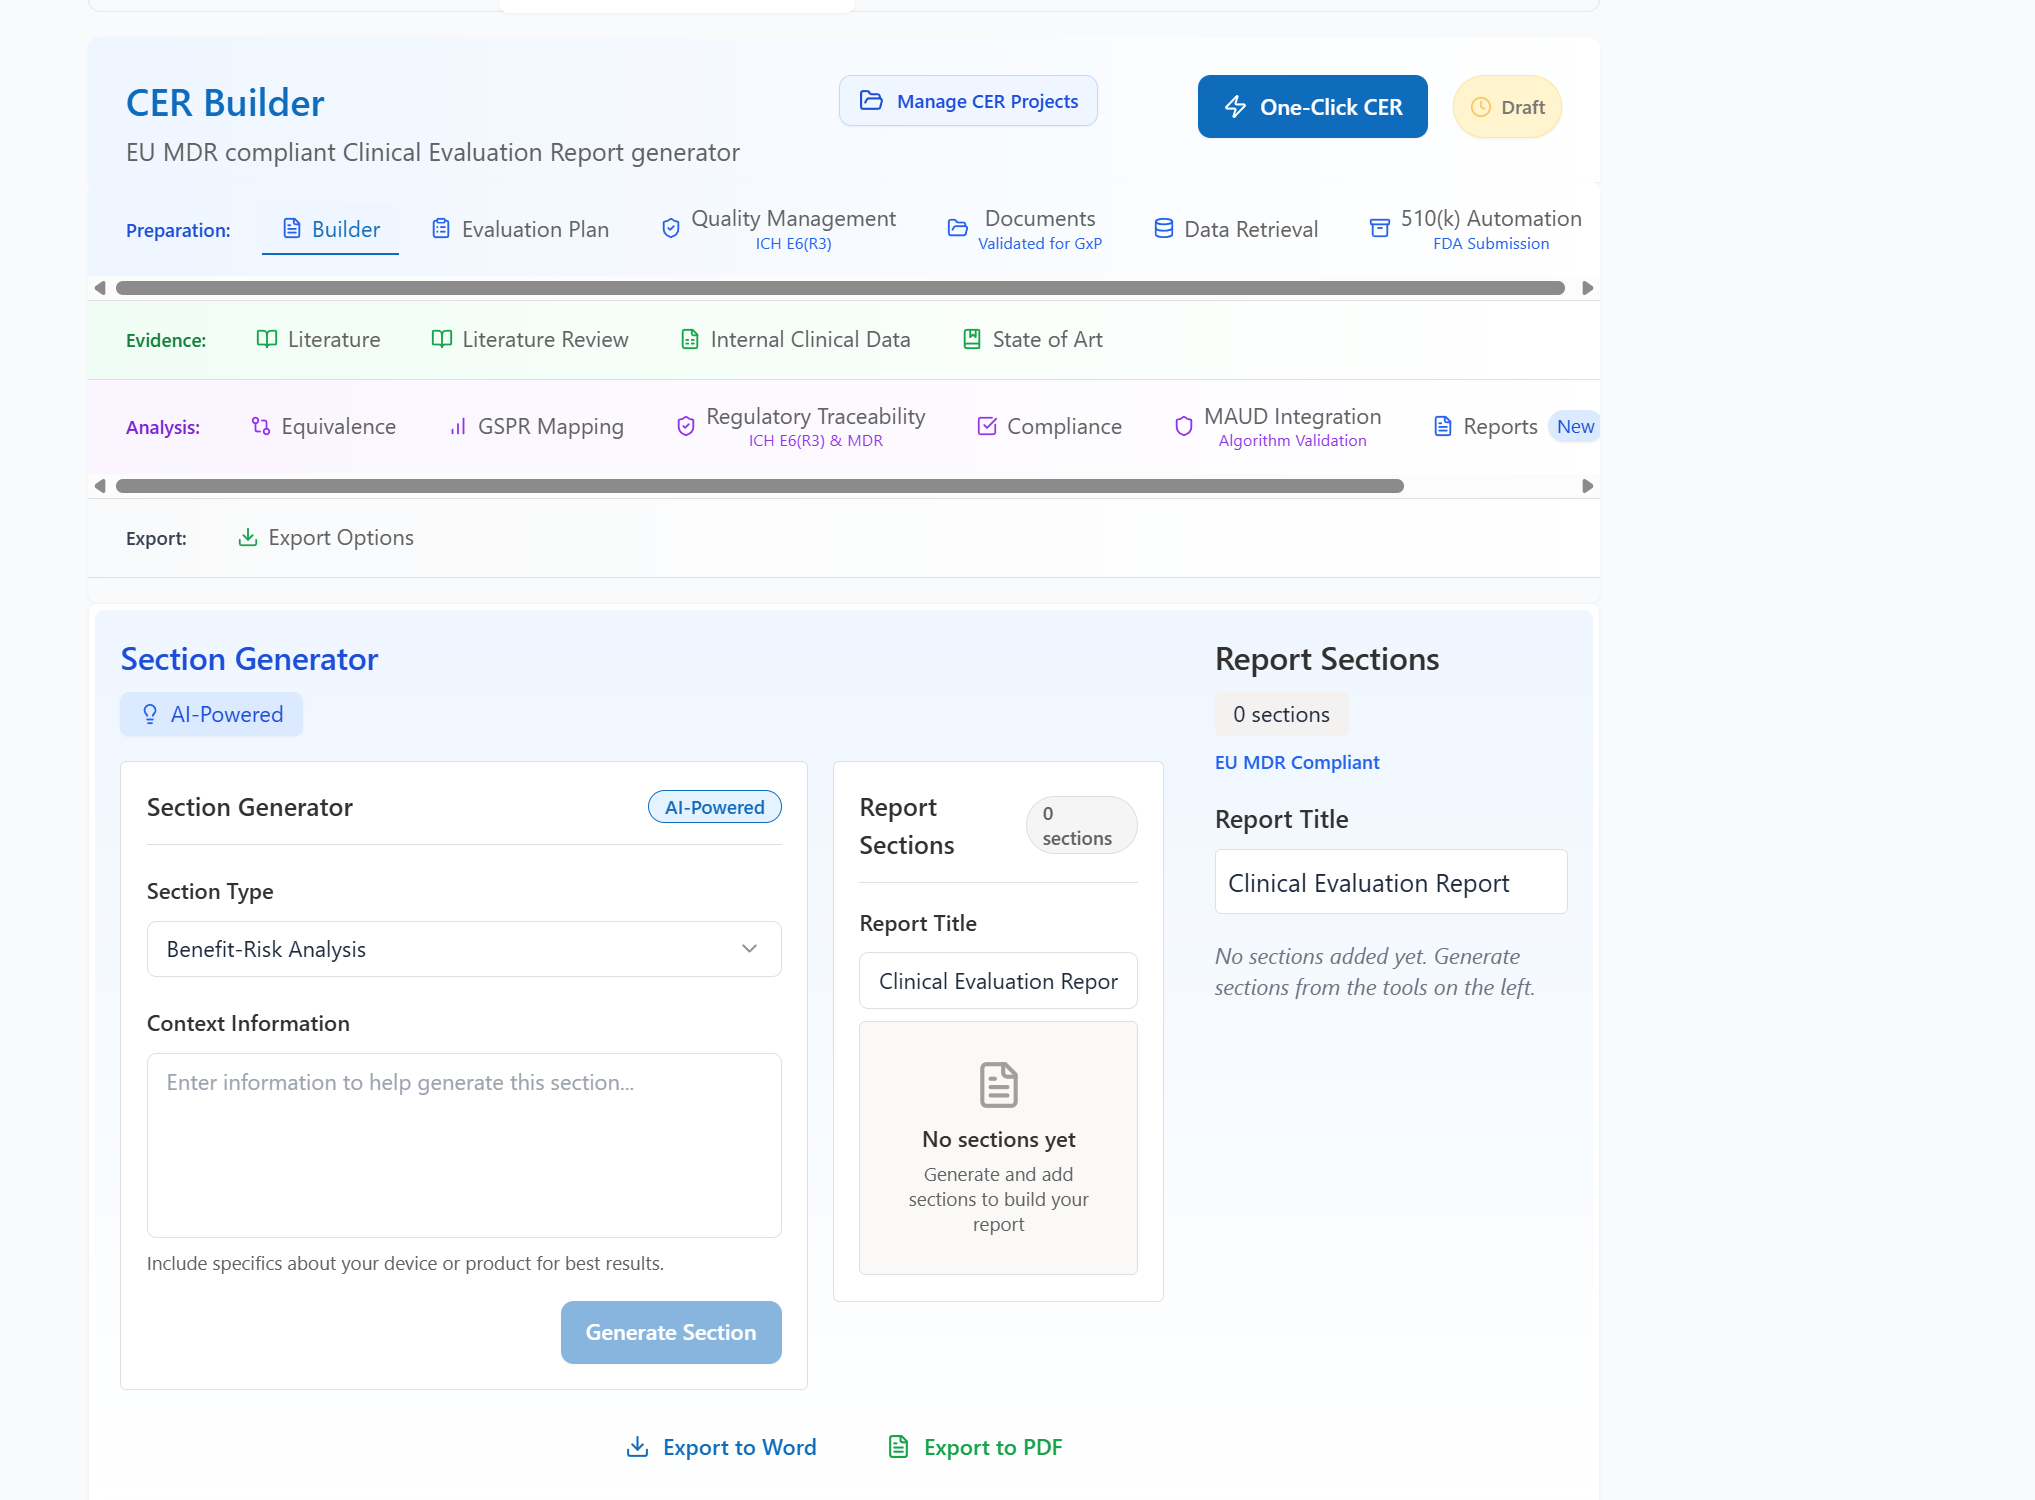 CER Builder
EU MDR compliant Clinical Evaluation Report generator
Manage CER Projects
One-Click CER
Draft
Preparation:
Builder
Evaluation Plan
Quality Management
ICH E6(R3)
Documents
Validated for GxP
Data Retrieval
510(k) Automation
FDA Submission
Evidence:
Literature
Literature Review
Internal Clinical Data
State of Art
Analysis:
Equivalence
GSPR Mapping
Regulatory Traceability
ICH E6(R3) & MDR
Compliance
MAUD Integration
Algorithm Validation
Reports
New
Export:
Export Options
Section Generator
AI-Powered
Section Generator
AI-Powered
Section Type
Benefit-Risk Analysis
Context Information
Enter information to help generate this section...
Include specifics about your device or product for best results.
Generate Section
Report
Sections
0
sections
Report Title
Clinical Evaluation Repor
No sections yet
Generate and add
sections to build your
report
Report Sections
0 sections
EU MDR Compliant
Report Title
Clinical Evaluation Report
No sections added yet. Generate
sections from the tools on the left.
Export to Word
Export to PDF